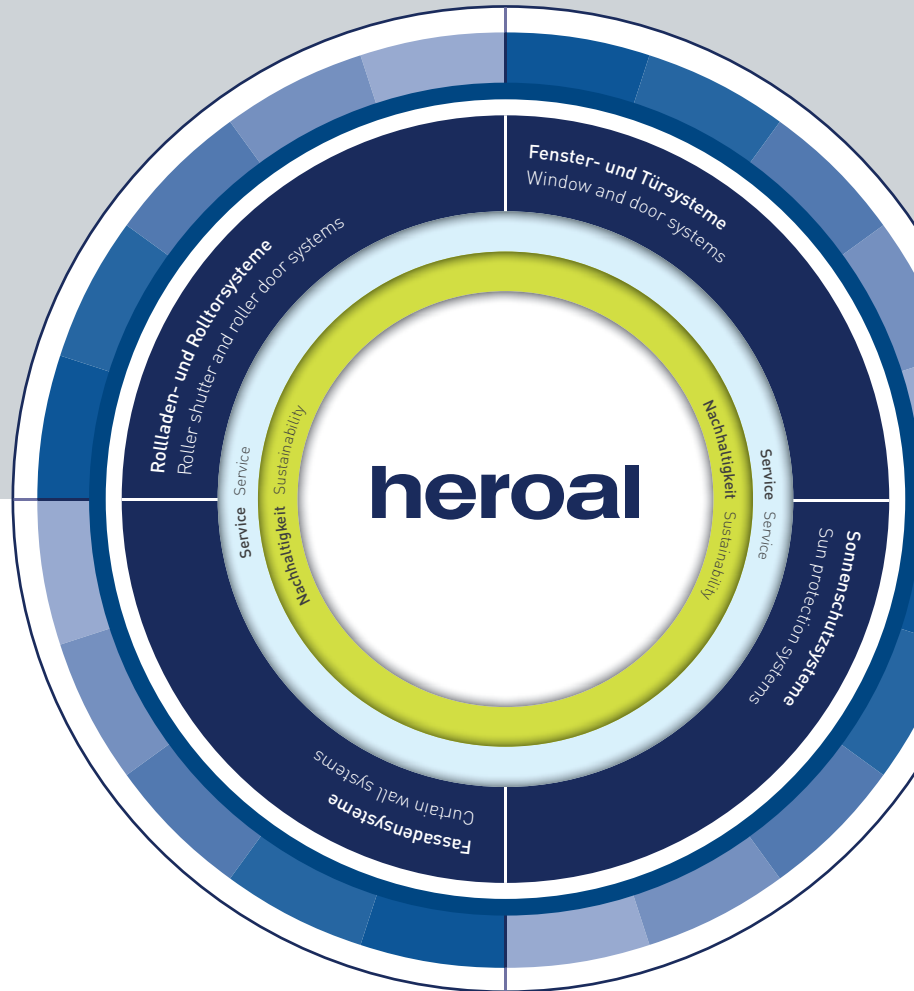 Fenster- und Türsysteme
Window and door systems
Rollladen- und Rolltorsysteme
Roller shutter and roller door systems
Service Service
Nachhaltigkeit Sustainability
heroal
Nachhaltigkeit Sustainability
Service Service
Sonnenschutzsysteme
Sun protection systems
Fassadensysteme
Curtain wall systems